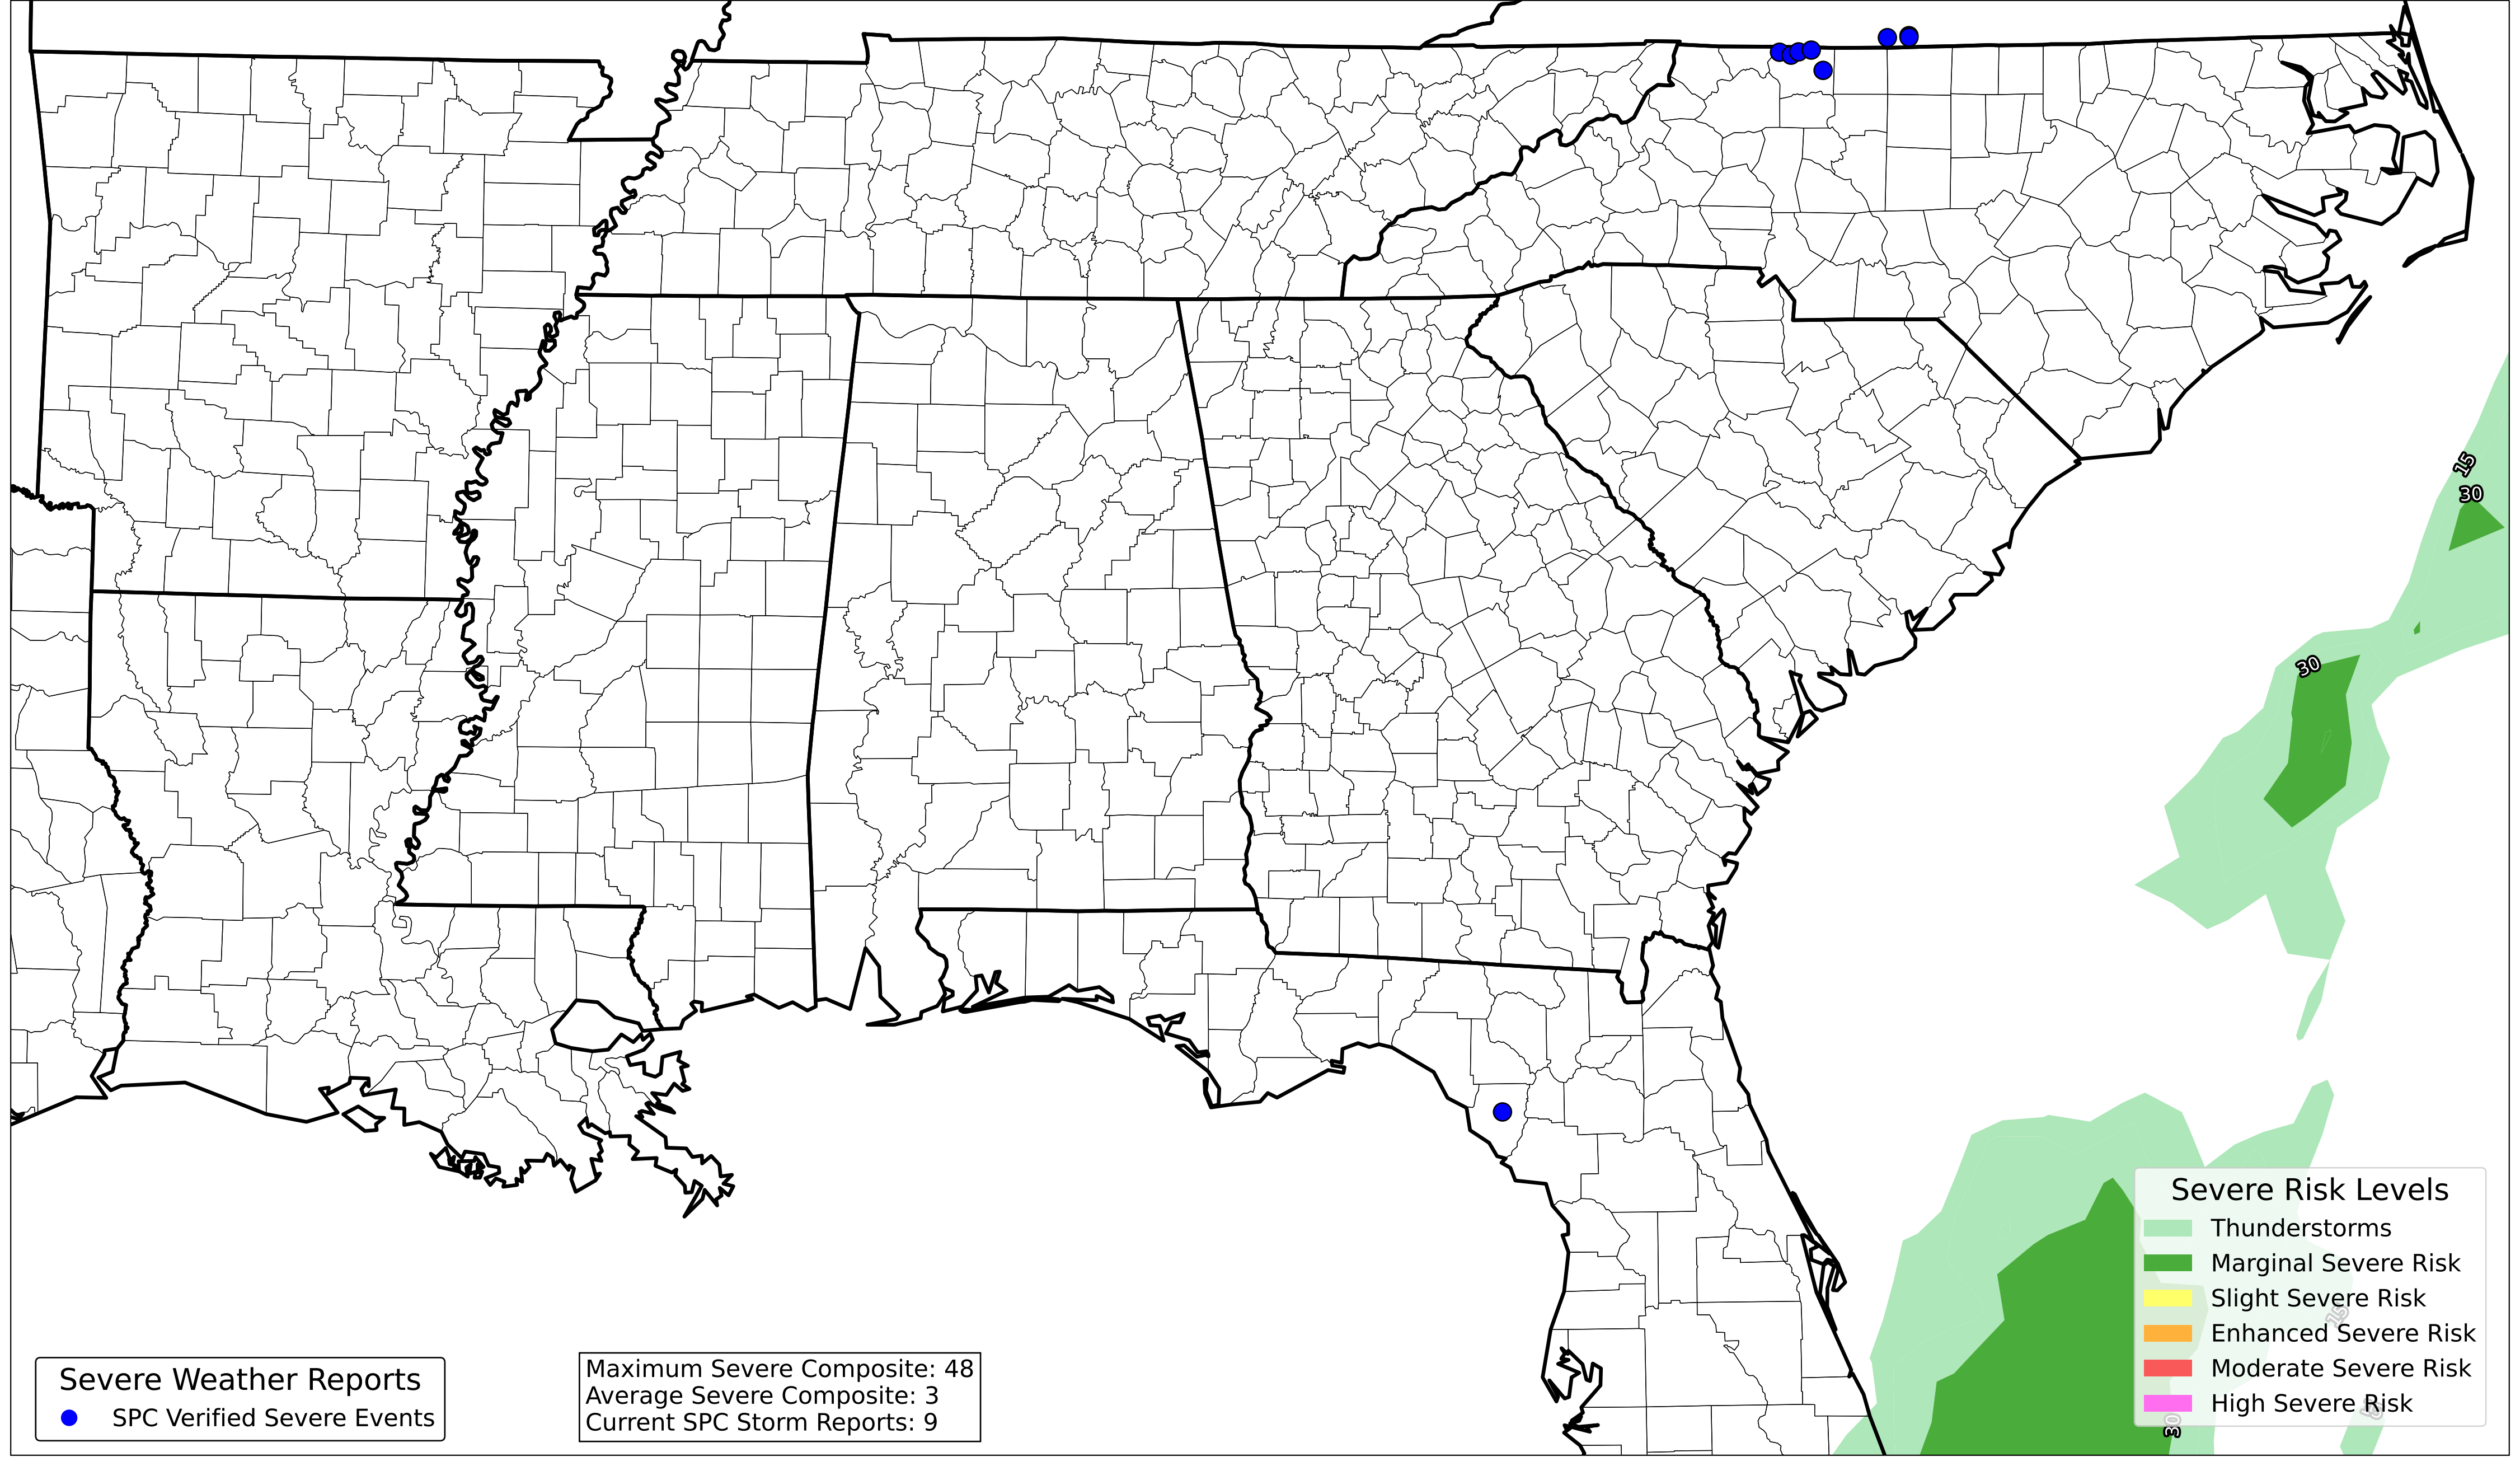 15
30
30
Severe Risk Levels
Thunderstorms
Marginal Severe Risk
Slight Severe Risk
15
Enhanced Severe Risk
Moderate Severe Risk
High Severe Risk
30
Severe Weather Reports
SPC Verified Severe Events
Maximum Severe Composite: 48
Average Severe Composite: 3
Current SPC Storm Reports: 9